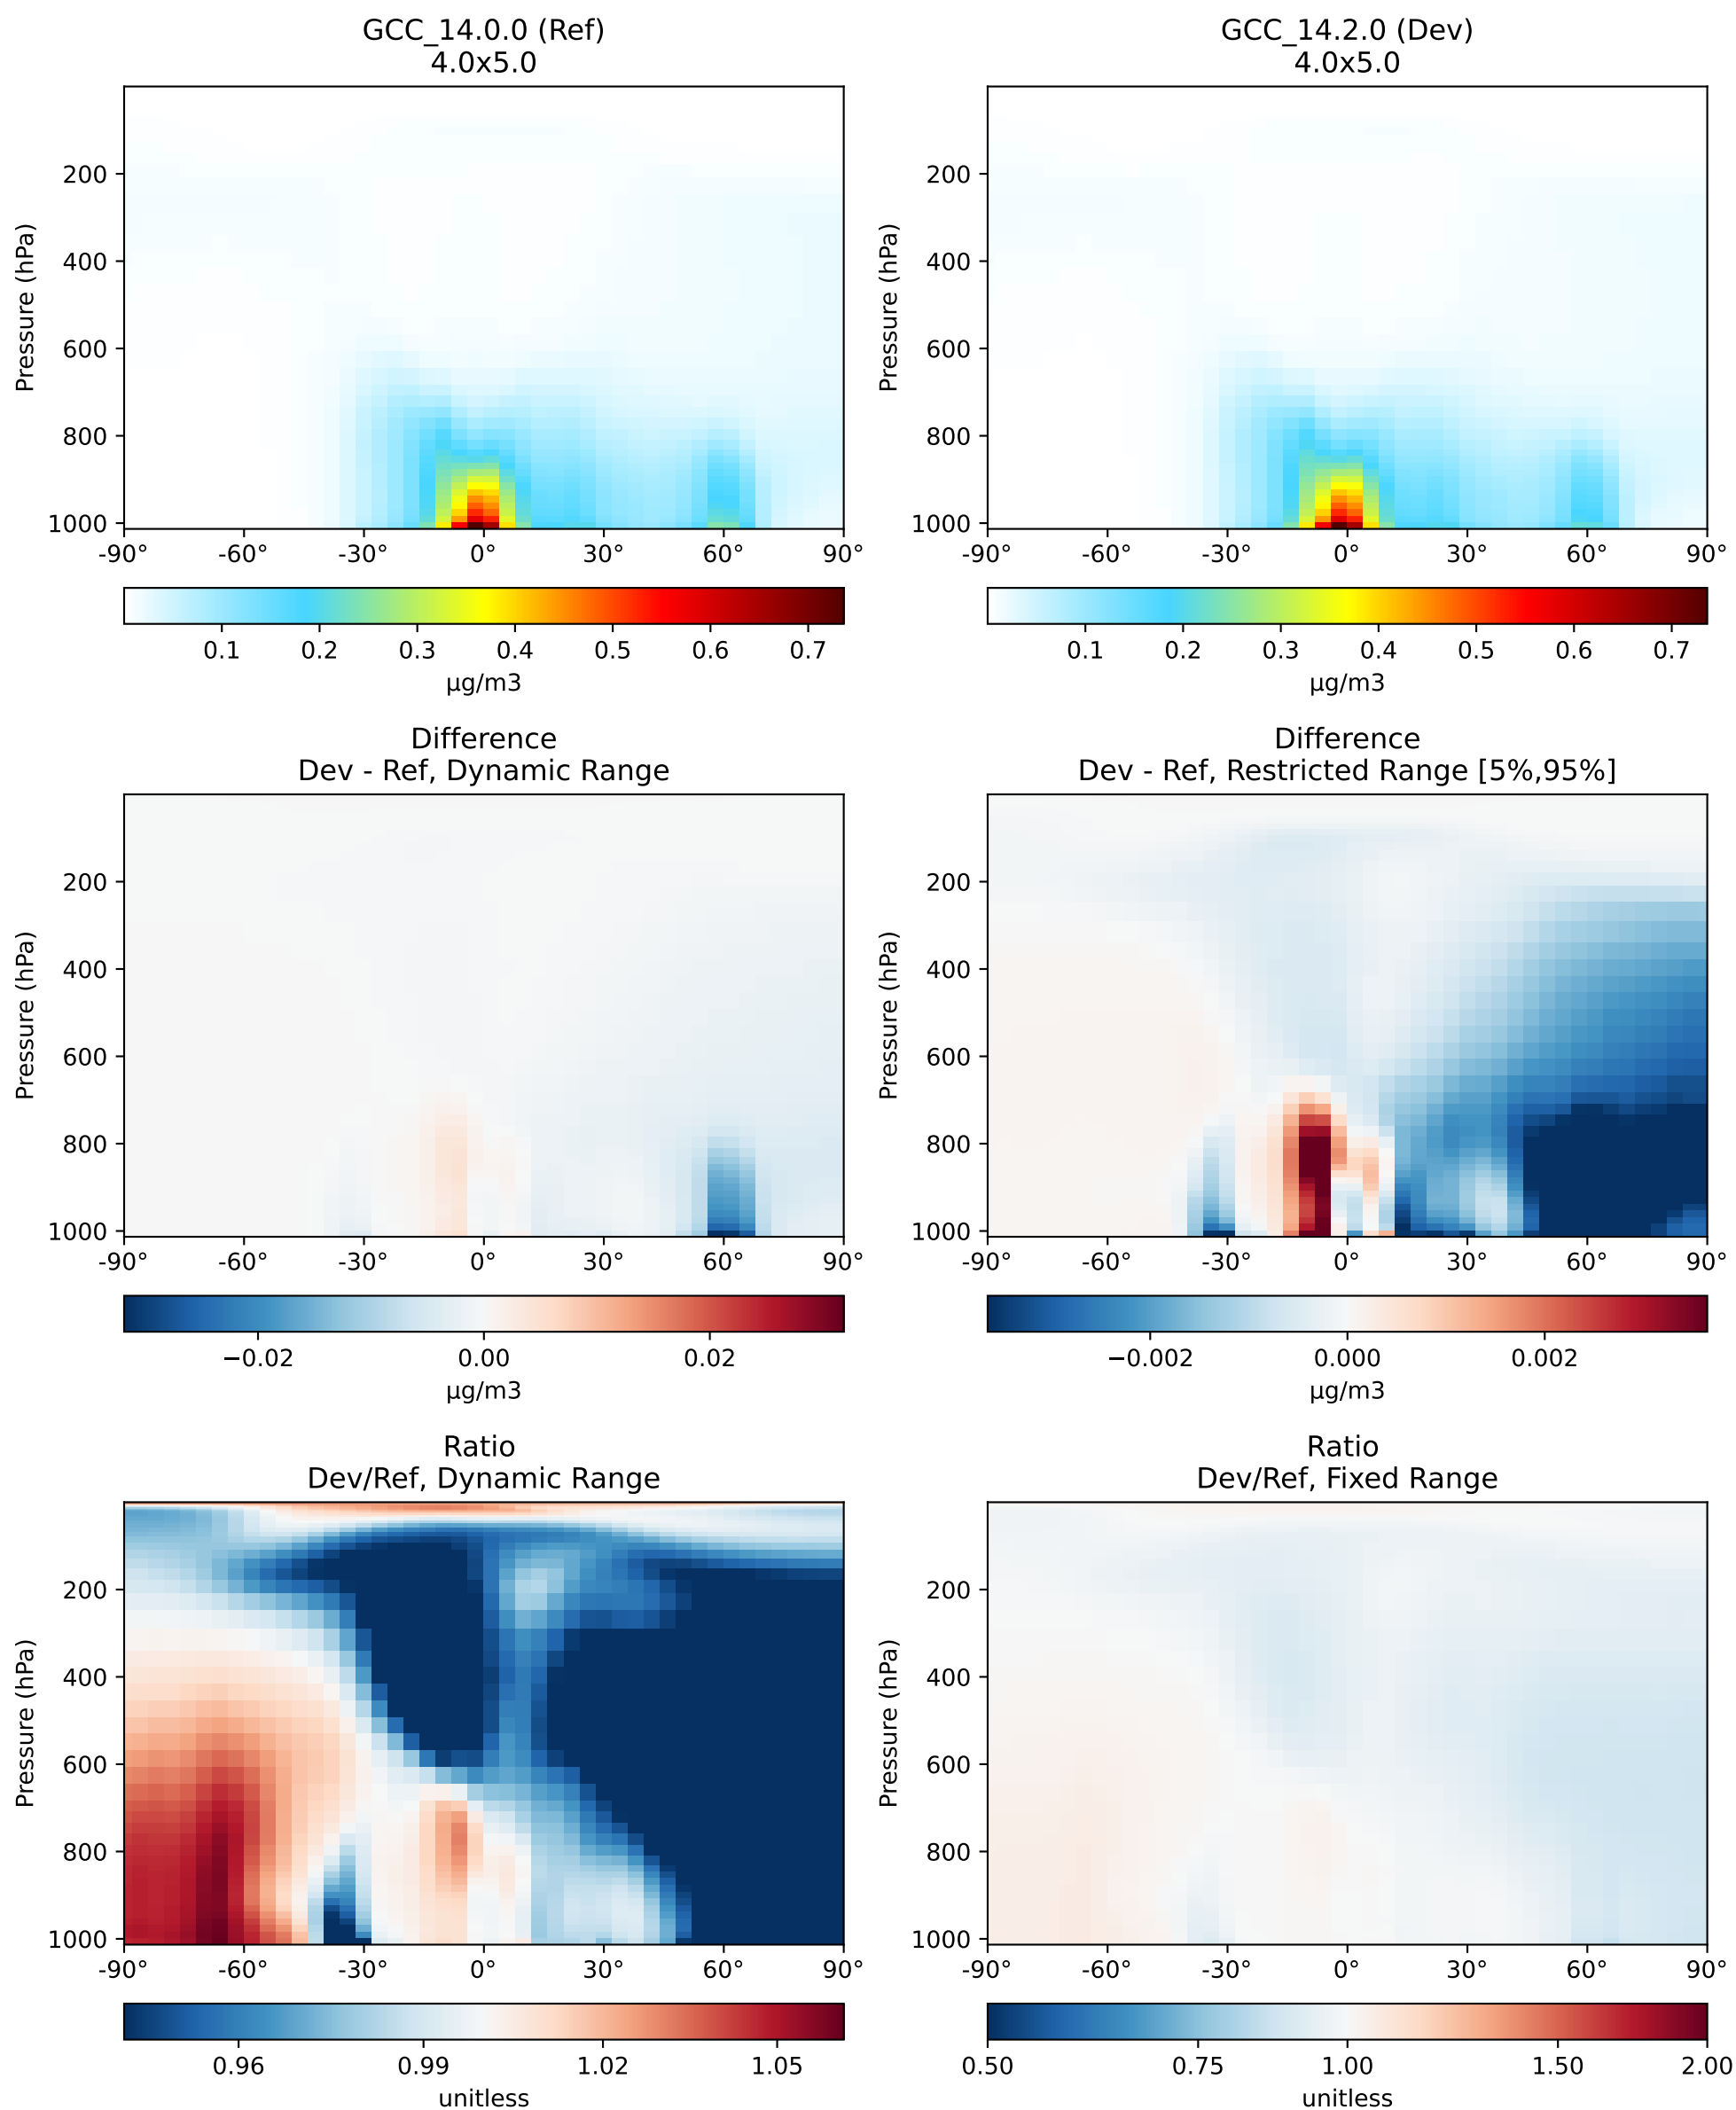 GCC_14.0.0 (Ref)
4.0x5.0
Pressure (hPa)
200
400
600
800
1000
-90° -60° -30° 0° 30° 60° 90°
0.1 0.2 0.3 0.4 0.5 0.6 0.7
µg/m3
GCC_14.2.0 (Dev)
4.0x5.0
Pressure (hPa)
200
400
600
800
1000
-90° -60° -30° 0° 30° 60° 90°
0.1 0.2 0.3 0.4 0.5 0.6 0.7
µg/m3
Difference
Dev - Ref, Dynamic Range
Pressure (hPa)
200
400
600
800
1000
-90° -60° -30° 0° 30° 60° 90°
−0.02 0.00 0.02
µg/m3
Difference
Dev - Ref, Restricted Range [5%,95%]
Pressure (hPa)
200
400
600
800
1000
-90° -60° -30° 0° 30° 60° 90°
−0.002 0.000 0.002
µg/m3
Ratio
Dev/Ref, Dynamic Range
Pressure (hPa)
200
400
600
800
1000
-90° -60° -30° 0° 30° 60° 90°
0.96 0.99 1.02 1.05
unitless
Ratio
Dev/Ref, Fixed Range
Pressure (hPa)
200
400
600
800
1000
-90° -60° -30° 0° 30° 60° 90°
0.50 0.75 1.00 1.50 2.00
unitless